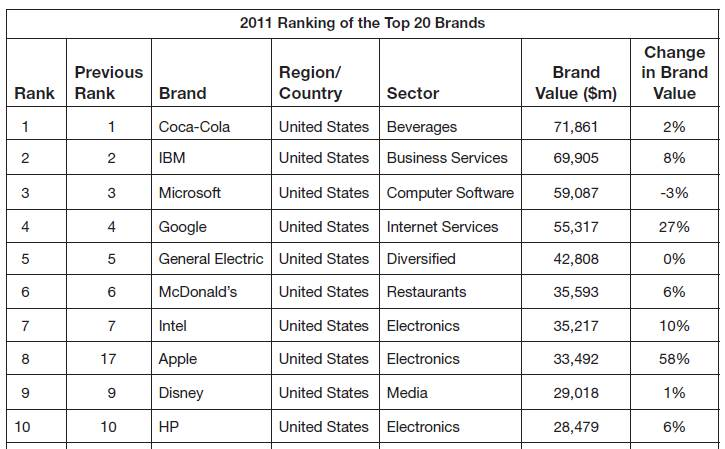 2011 Ranking of the Top 20 Brands
Rank Previous Rank Brand Region/ Country Sector Brand Value ($m) Change in Brand Value
1 1 Coca-Cola United States Beverages 71,861 2%
2 2 IBM United States Business Services 69,905 8%
3 3 Microsoft United States Computer Software 59,087 -3%
4 4 Google United States Internet Services 55,317 27%
5 5 General Electric United States Diversified 42,808 0%
6 6 McDonald’s United States Restaurants 35,593 6%
7 7 Intel United States Electronics 35,217 10%
8 17 Apple United States Electronics 33,492 58%
9 9 Disney United States Media 29,018 1%
10 10 HP United States Electronics 28,479 6%